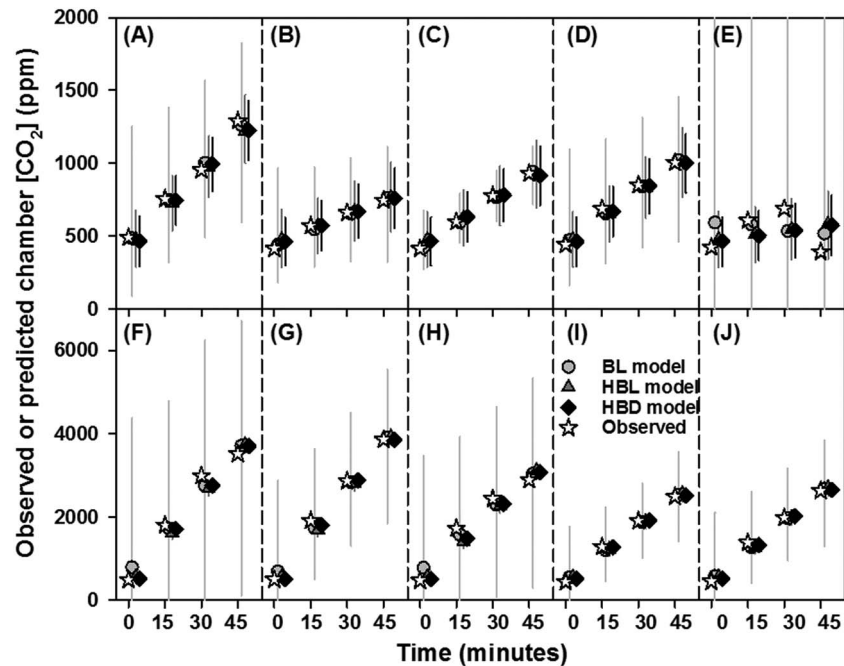 Observed or predicted chamber [CO₂] (ppm)
2000
1500
1000
500
0
(A)
(B)
(C)
(D)
(E)
6000
4000
2000
0
(F)
(G)
(H)
(I)
(J)
BL model
HBL model
HBD model
Observed
0 15 30 45 0 15 30 45 0 15 30 45 0 15 30 45 0 15 30 45
Time (minutes)